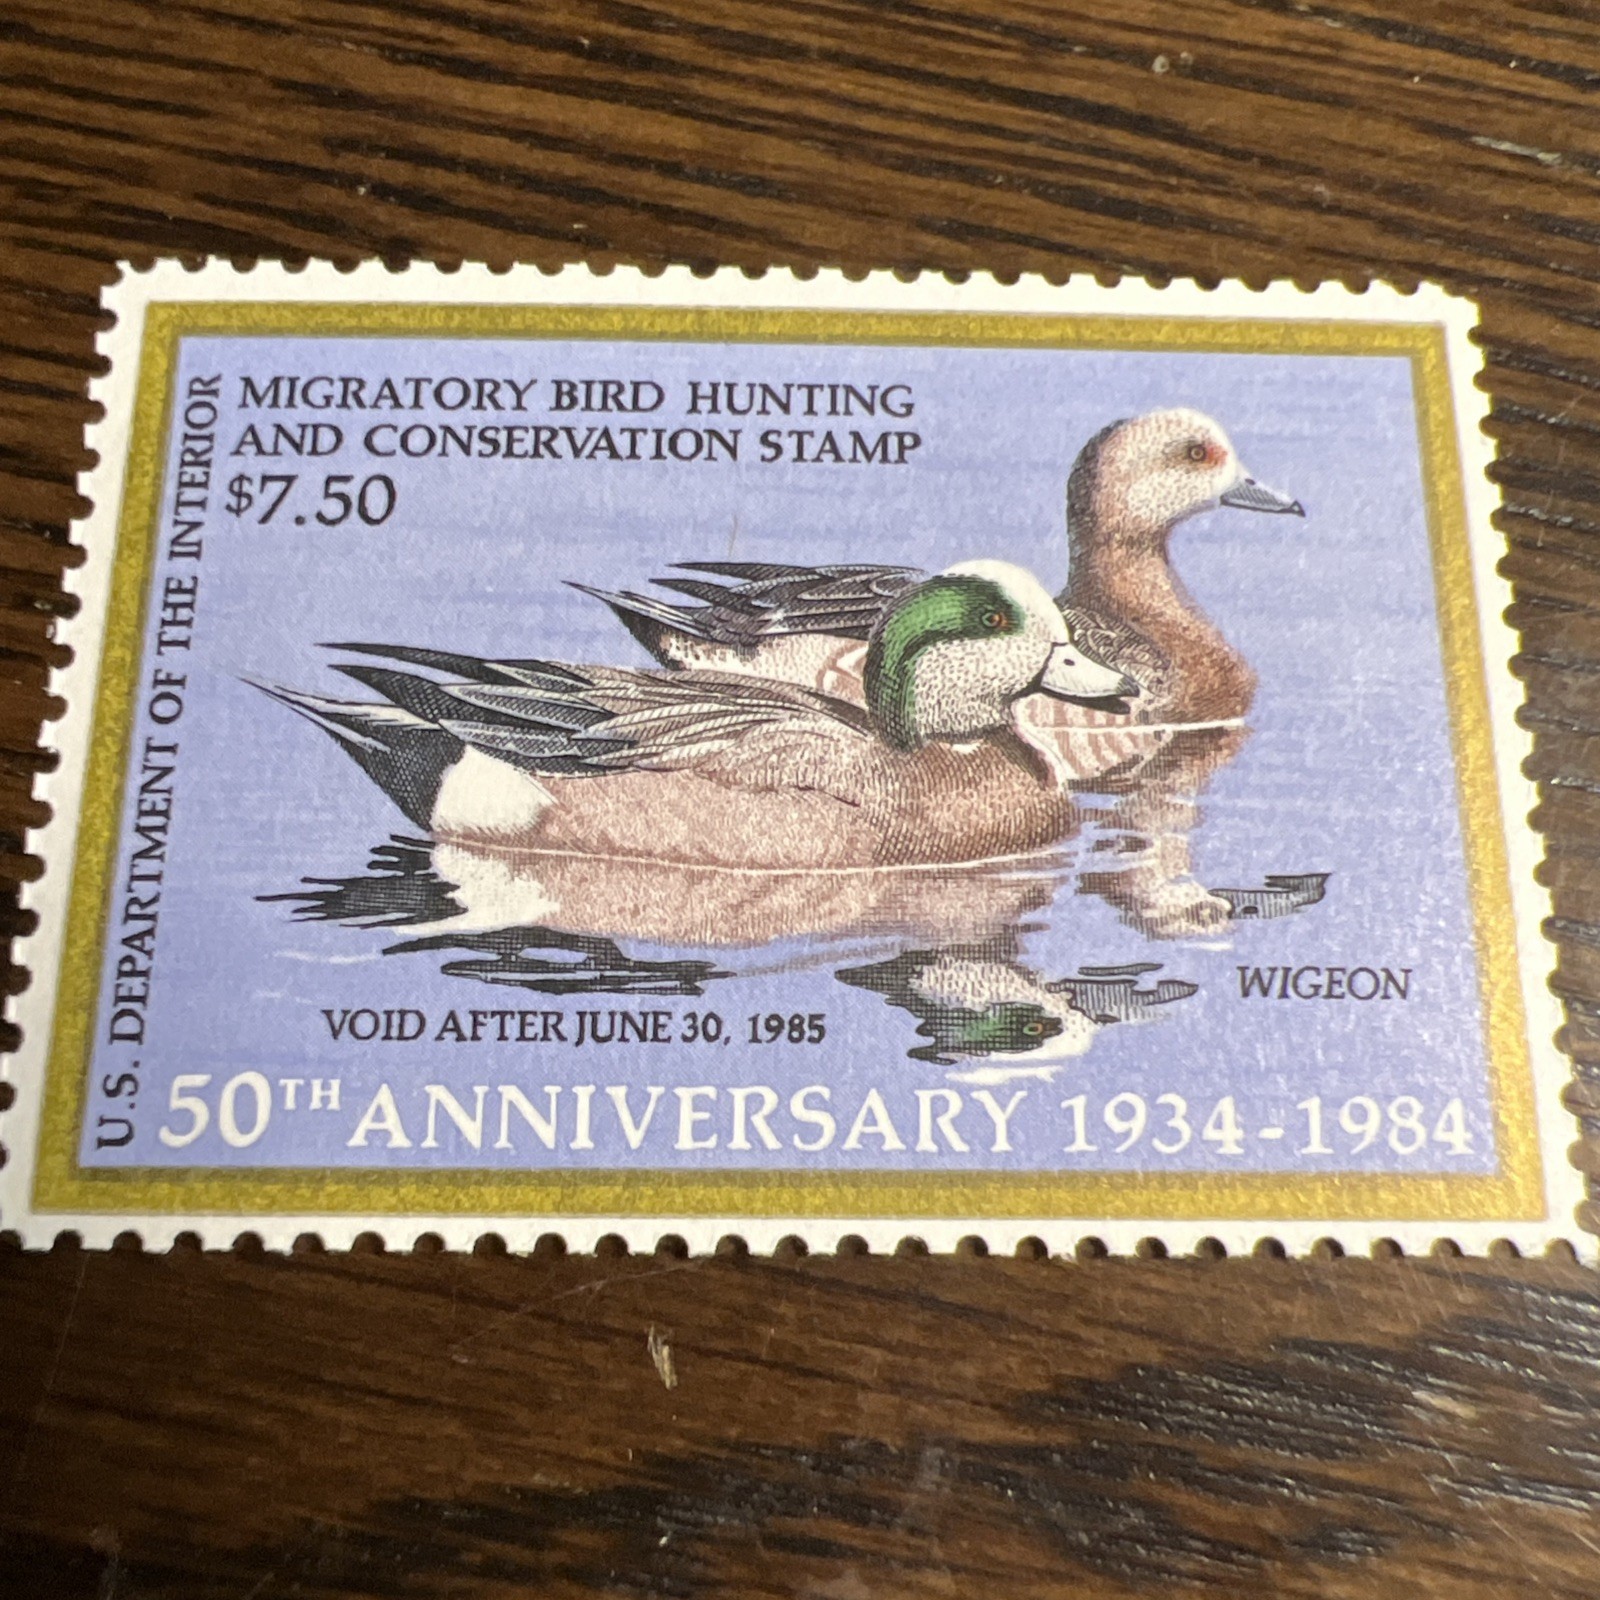 MIGRATORY BIRD HUNTING
AND CONSERVATION STAMP
$7.50
U.S. DEPARTMENT OF THE INTERIOR
WIGEON
VOID AFTER JUNE 30, 1985
50TH ANNIVERSARY 1934-1984